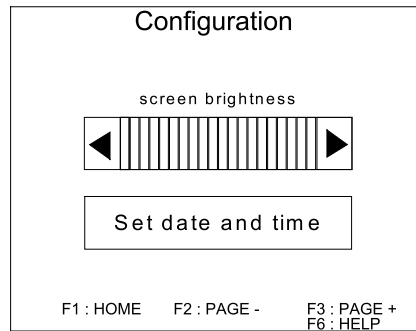 Configuration
screen brightness
Set date and time
F1 : HOME F2 : PAGE - F3 : PAGE +
F6 : HELP